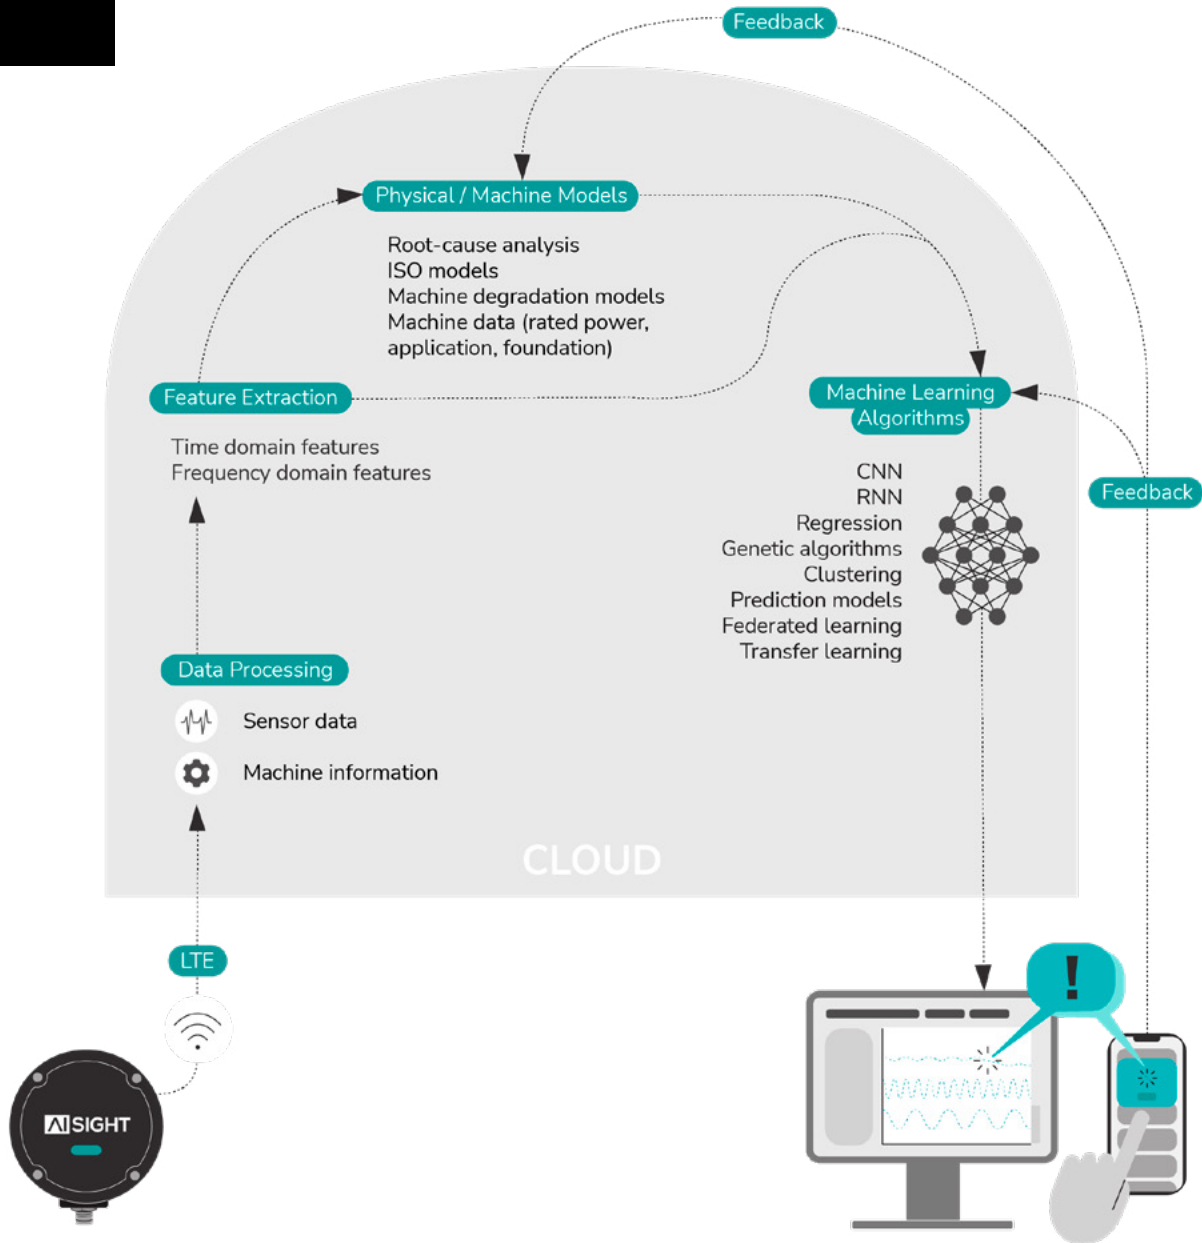 Feedback
Physical / Machine Models
Root-cause analysis
ISO models
Machine degradation models
Machine data (rated power,
application, foundation)
Feature Extraction
Time domain features
Frequency domain features
Machine Learning
Algorithms
CNN
RNN
Regression
Genetic algorithms
Clustering
Prediction models
Federated learning
Transfer learning
Feedback
Data Processing
Sensor data
Machine information
CLOUD
LTE
!
AISIGHT